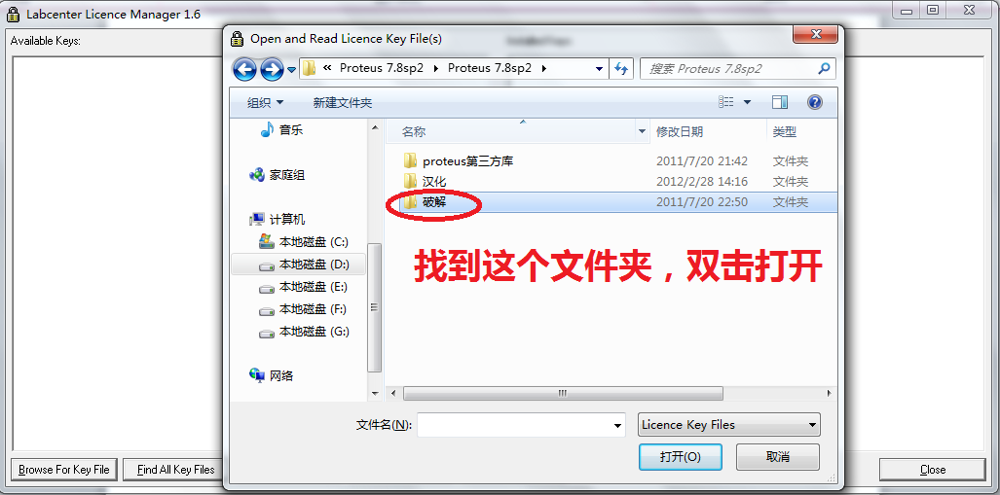 Labcenter Licence Manager 1.6
Available Keys:
Open and Read Licence Key File(s)
« Proteus 7.8sp2 Proteus 7.8sp2
搜索 Proteus 7.8sp2
组织 新建文件夹
音乐
家庭组
计算机
本地磁盘 (C:)
本地磁盘 (D:)
本地磁盘 (E:)
本地磁盘 (F:)
本地磁盘 (G:)
网络
名称 修改日期 类型
proteus第三方库 2011/7/20 21:42 文件夹
汉化 2012/2/28 14:16 文件夹
破解 2011/7/20 22:50 文件夹
找到这个文件夹，双击打开
文件名(N):
Licence Key Files
打开(O) 取消
Browse For Key File Find All Key Files Close